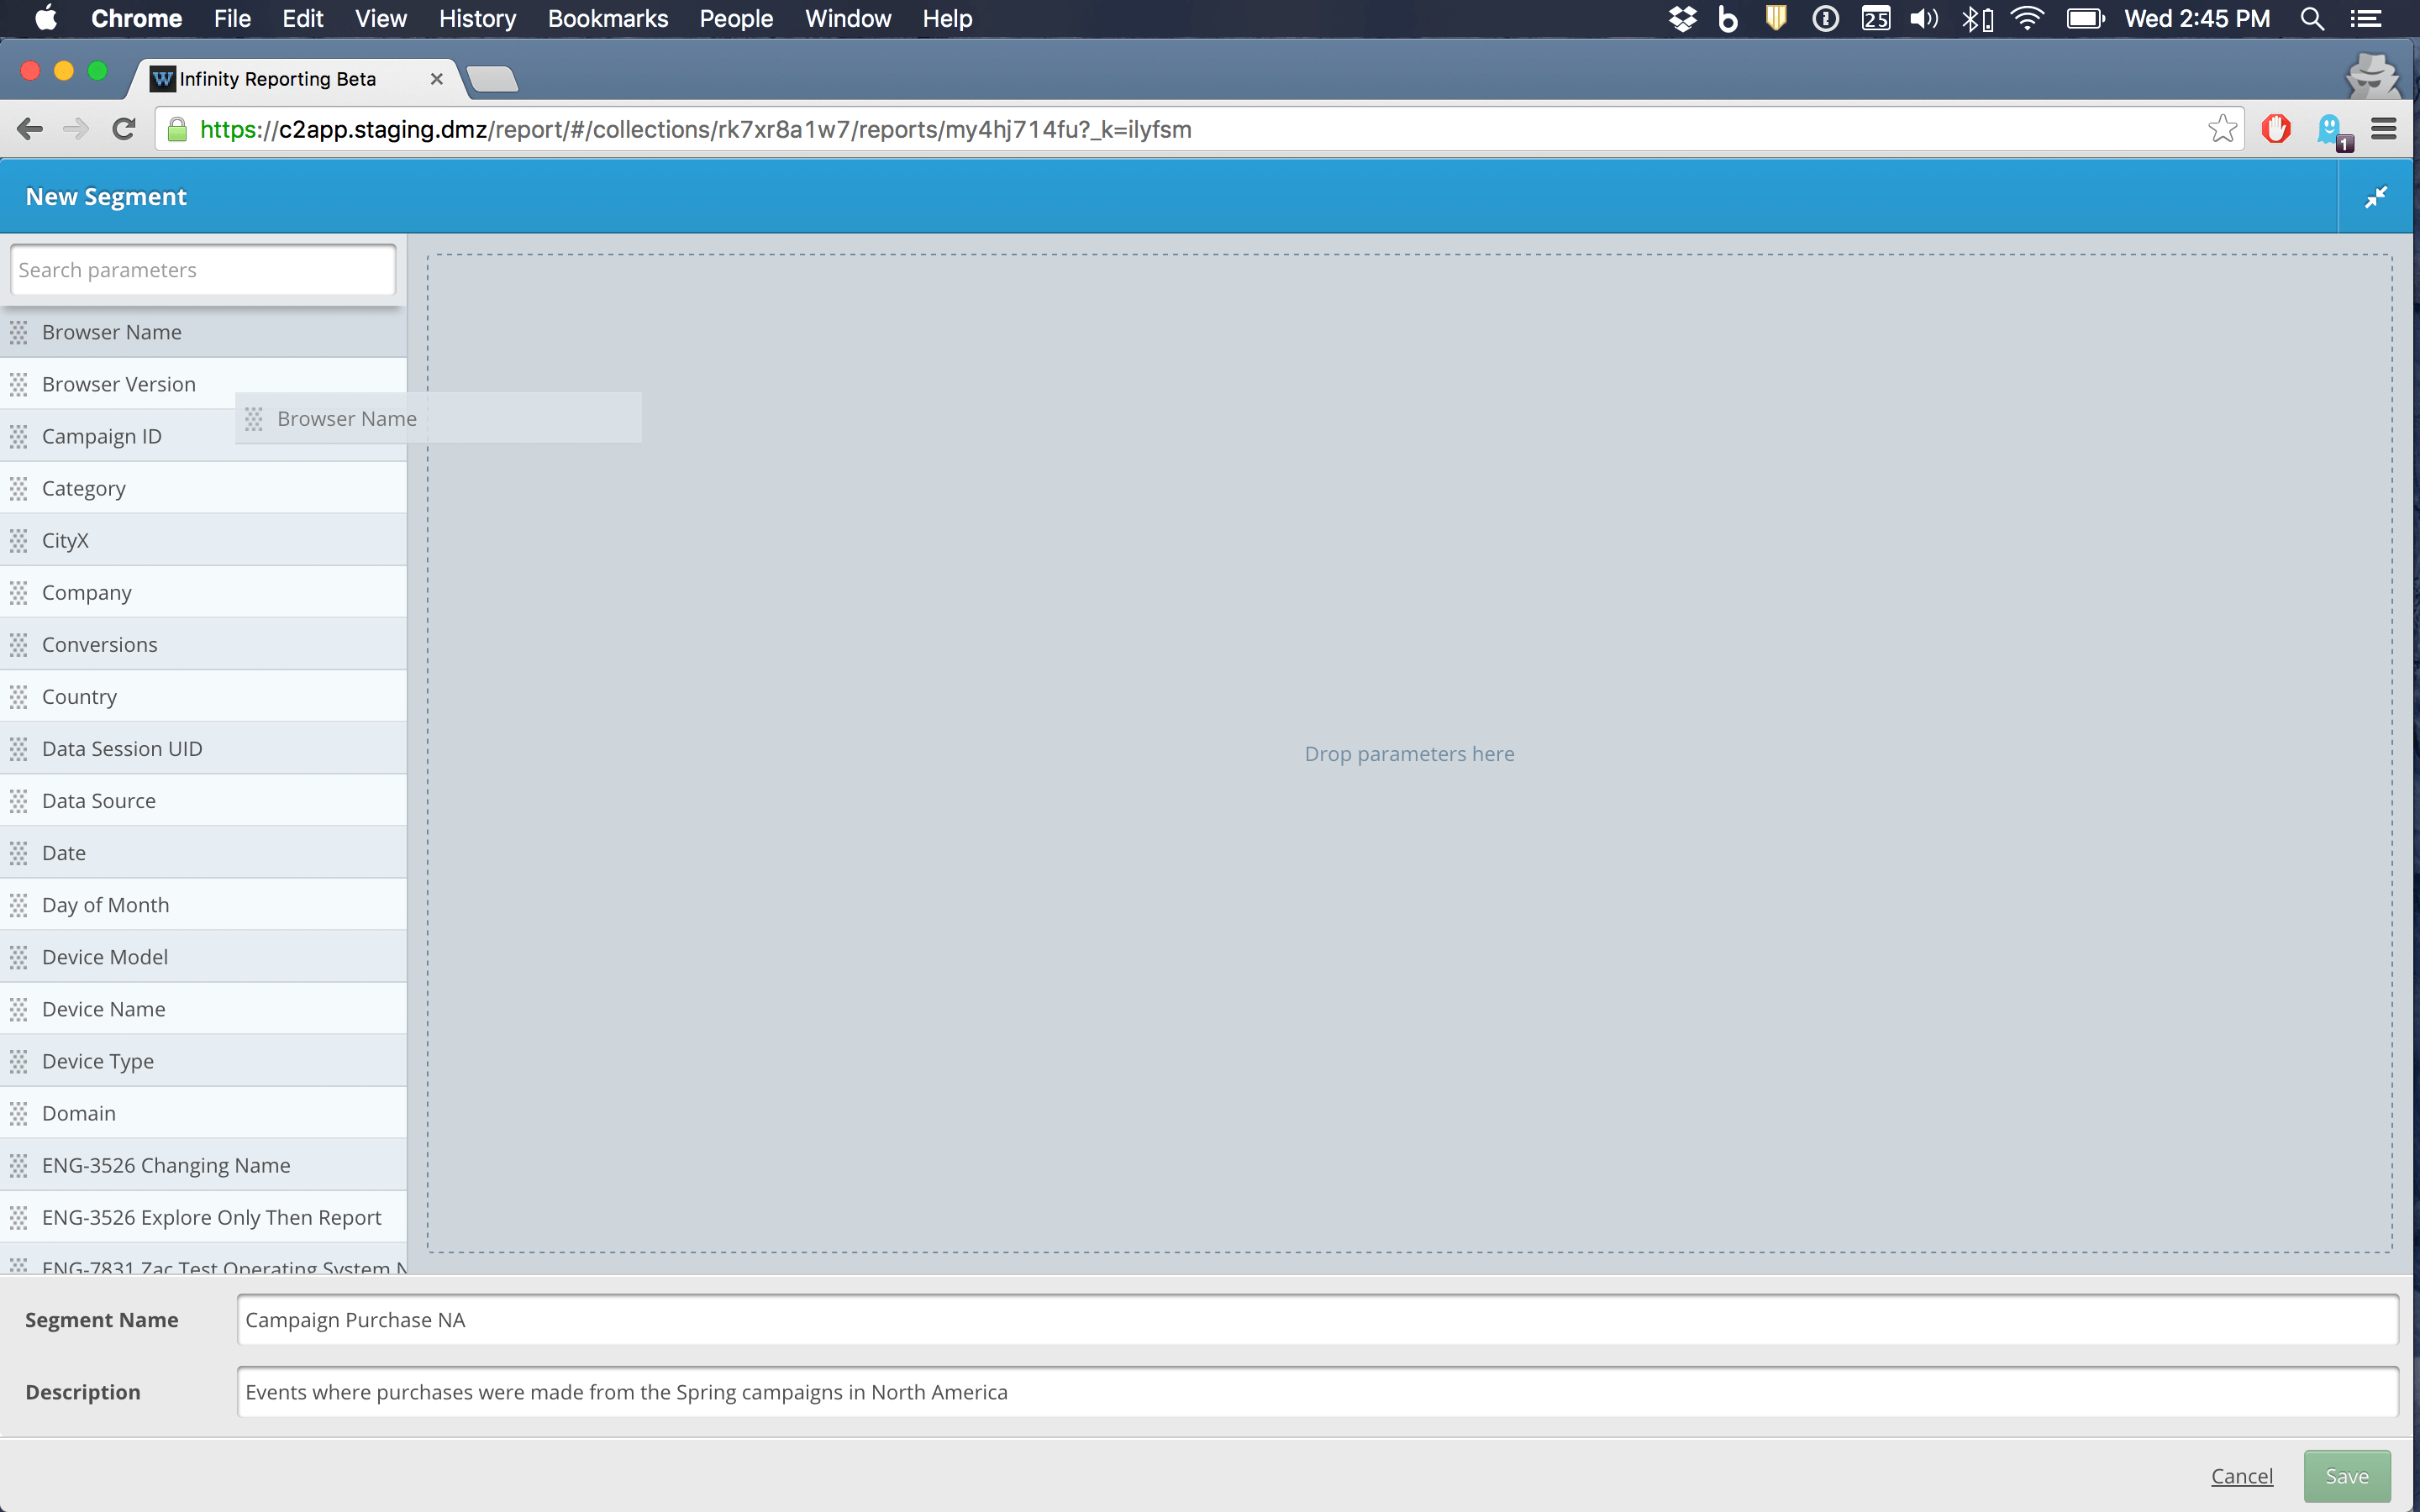 Chrome File Edit View History Bookmarks People Window Help 25 Wed 2:45 PM
W Infinity Reporting Beta
https://c2app.staging.dmz/report/#/collections/rk7xr8a1w7/reports/my4hj714fu?_k=ilyfsm 1
New Segment
Search parameters
Browser Name
Browser Version
Browser Name
Campaign ID
Category
CityX
Company
Conversions
Country
Data Session UID
Drop parameters here
Data Source
Date
Day of Month
Device Model
Device Name
Device Type
Domain
ENG-3526 Changing Name
ENG-3526 Explore Only Then Report
ENG-7831 Zac Test Operating System N
Segment Name Campaign Purchase NA
Description Events where purchases were made from the Spring campaigns in North America
Cancel Save